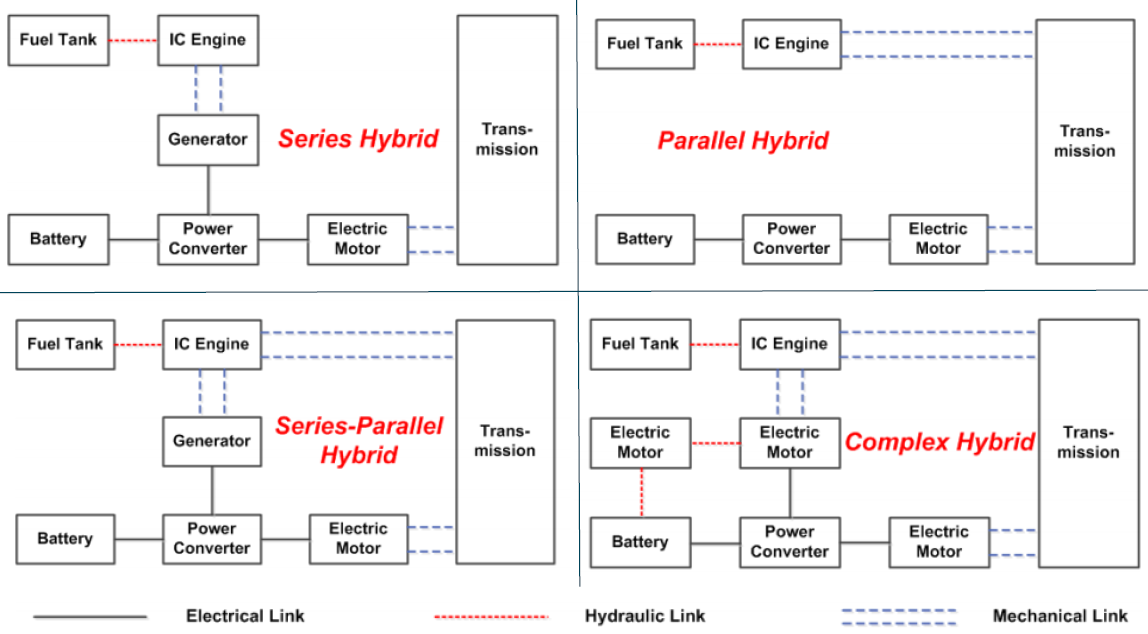 Fuel Tank
IC Engine
Generator
Series Hybrid
Trans-
mission
Battery
Power
Converter
Electric
Motor
Fuel Tank
IC Engine
Parallel Hybrid
Trans-
mission
Battery
Power
Converter
Electric
Motor
Fuel Tank
IC Engine
Generator
Series-Parallel
Hybrid
Trans-
mission
Battery
Power
Converter
Electric
Motor
Fuel Tank
IC Engine
Electric
Motor
Electric
Motor
Complex Hybrid
Trans-
mission
Battery
Power
Converter
Electric
Motor
Electrical Link
Hydraulic Link
Mechanical Link